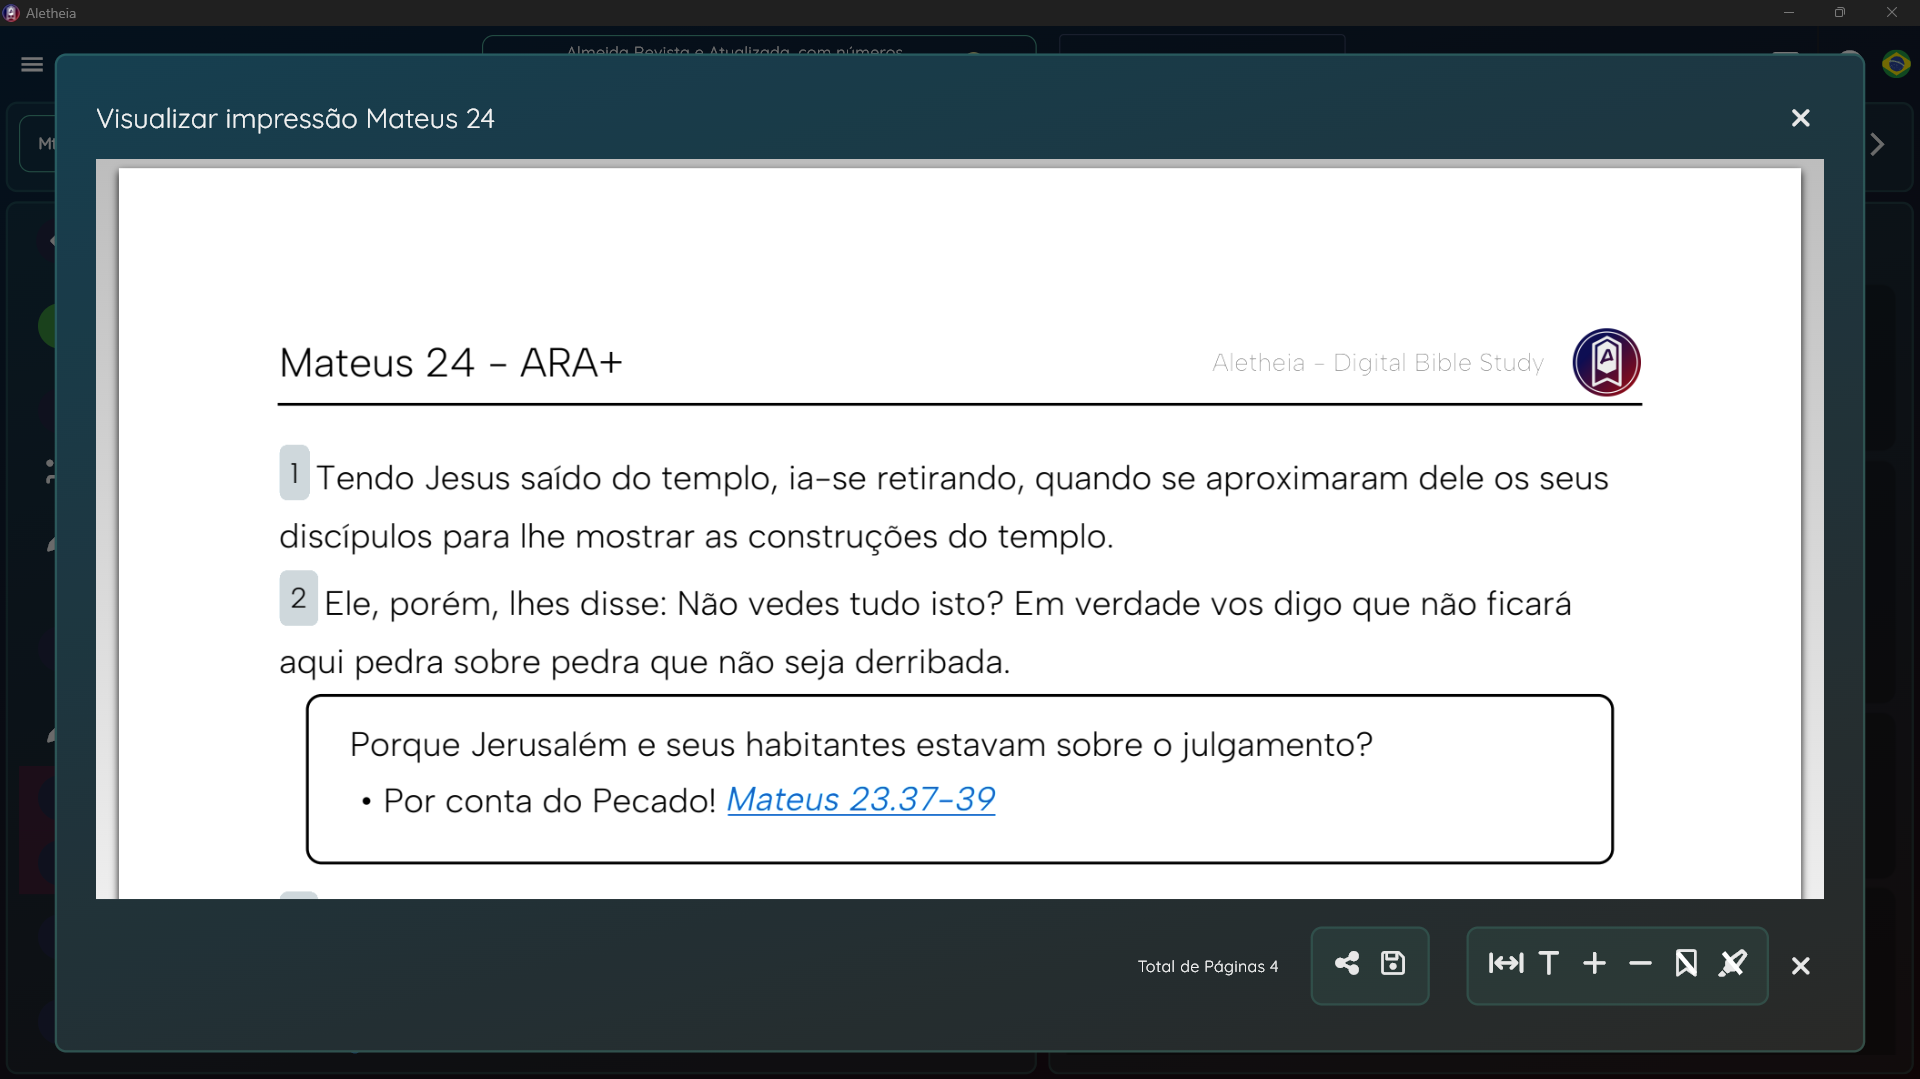 Aletheia
Almeida Revista e Atualizada, com números
Visualizar impressão Mateus 24
Mateus 24 - ARA+
Aletheia - Digital Bible Study
1 Tendo Jesus saído do templo, ia-se retirando, quando se aproximaram dele os seus
discípulos para lhe mostrar as construções do templo.
2 Ele, porém, lhes disse: Não vedes tudo isto? Em verdade vos digo que não ficará
aqui pedra sobre pedra que não seja derribada.
Porque Jerusalém e seus habitantes estavam sobre o julgamento?
• Por conta do Pecado! Mateus 23.37-39
Total de Páginas 4